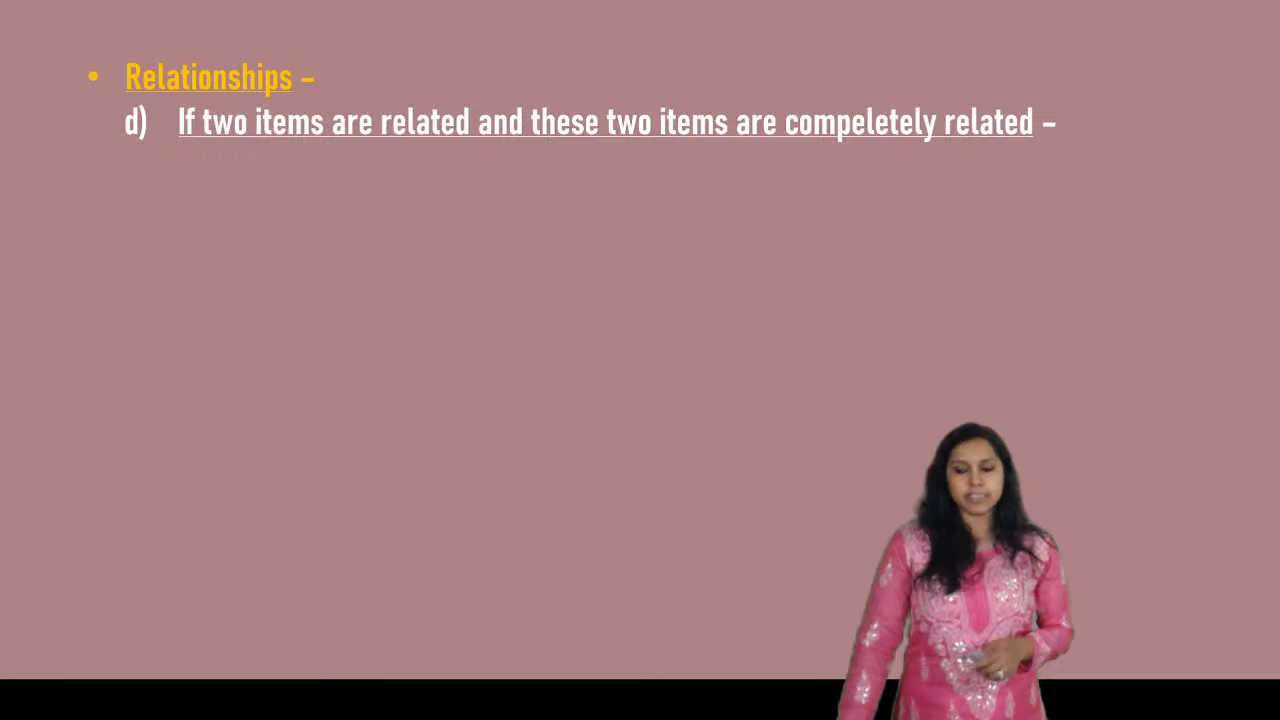 • Relationships –
d) If two items are related and these two items are compeletely related –